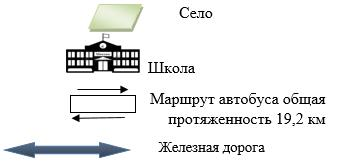 Село
Школа
Маршрут автобуса общая
протяженность 19,2 км
Железная дорога